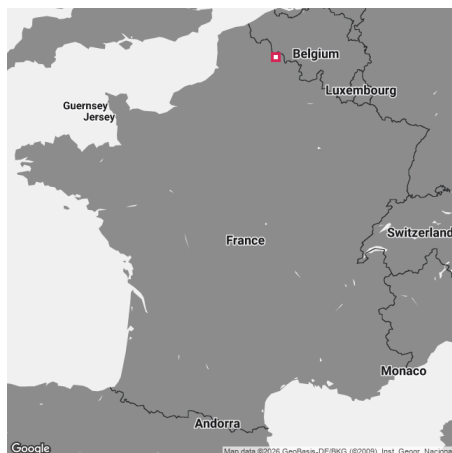 Belgium
Luxembourg
Guernsey
Jersey
Switzerland
France
Monaco
Andorra
Google
Map data ©2026 GeoBasis-DE/BKG (©2009), Inst. Geogr. Naciona